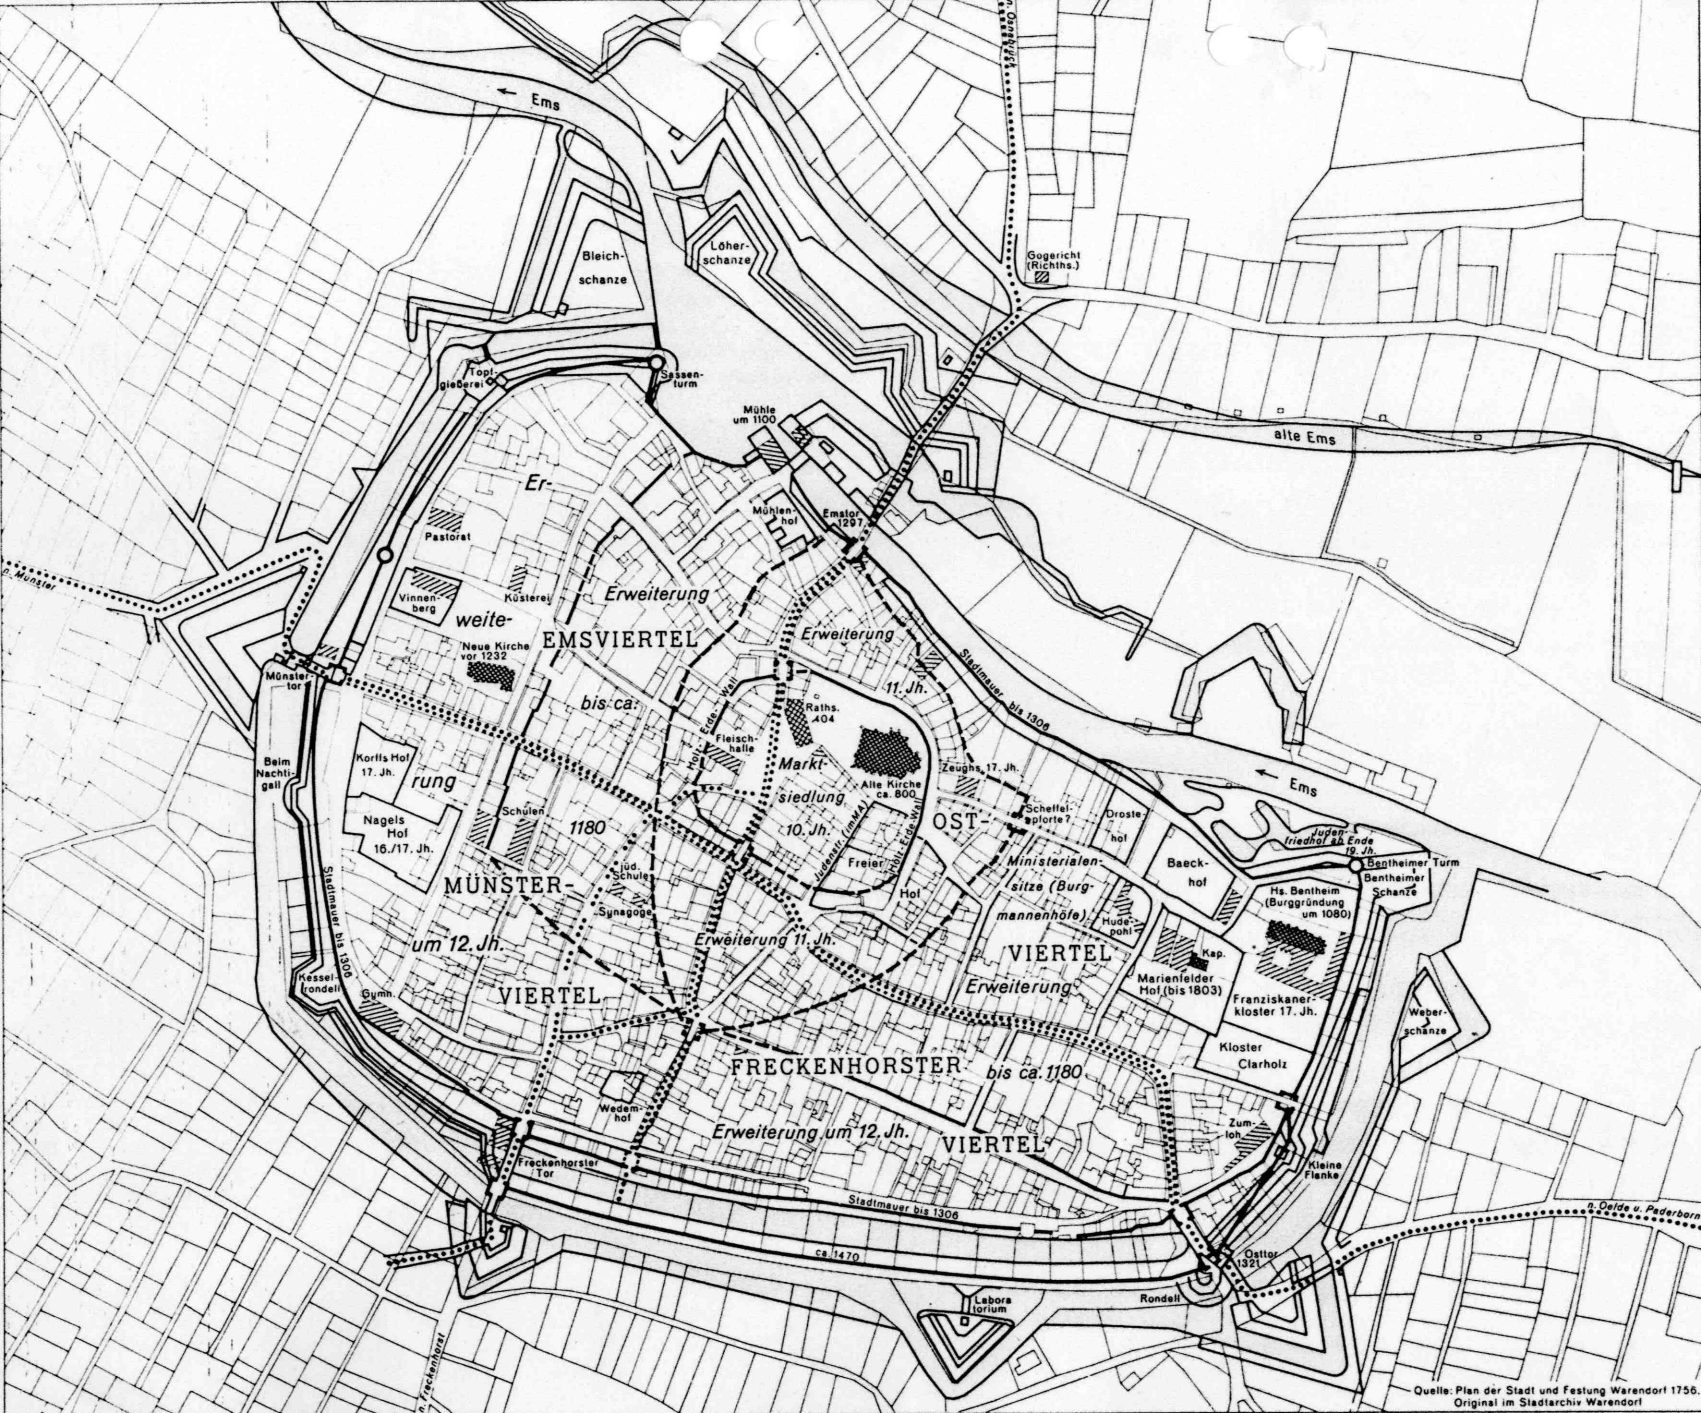 n. Osnabrück
Ems
Gogericht
(Richths.)
Bleich-
schanze
Löher-
schanze
Topf-
gießerei
Sassen-
turm
Mühle
um 1100
alte Ems
Er-
Mühlen-
hof
Emstor
1297
Pastorat
n. Münster
Vinnen-
berg
Küsterei
weite-
Erweiterung
EMSVIERTEL
Neue Kirche
vor 1232
Erweiterung
11. Jh.
Stadtmauer bis 1306
Münster-
tor
bis ca.
Holz-Erde-Wall
Raths.
404
Fleisch-
halle
Korffs Hof
17. Jh.
Beim
Nachti-
gall
rung
Markt-
siedlung
10. Jh.
Alte Kirche
ca. 800
Zeughs. 17. Jh.
Ems
Nagels
Hof
16./17. Jh.
Schulen
1180
Judenstr. (im MA)
Holz-Erde-Wall
OST-
Scheffel-
pforte?
Droste-
hof
Juden-
friedhof ab Ende
19. Jh.
Bentheimer Turm
Bentheimer
Schanze
Freier
Hof
Ministerialen-
sitze (Burg-
mannenhöfe)
Baeck-
hof
Hs. Bentheim
(Burggründung
um 1080)
jüd.
Schule
Synagoge
MÜNSTER-
um 12. Jh.
VIERTEL
Stadtmauer bis 1306
Erweiterung 11. Jh.
Hude-
pohl
VIERTEL
Erweiterung
Kap.
Marienfelder
Hof (bis 1803)
Franziskaner-
kloster 17. Jh.
Kessel-
rondell
Gymn.
Weber-
schanze
Kloster
Clarholz
FRECKENHORSTER
bis ca. 1180
Wedem-
hof
Erweiterung um 12. Jh.
VIERTEL
Zum-
loh
Kleine
Flanke
Freckenhorster
Tor
Stadtmauer bis 1306
n. Oelde u. Paderborn
ca. 1470
Osttor
1321
Rondell
Labora
torium
n. Freckenhorst
Quelle: Plan der Stadt und Festung Warendorf 1756.
Original im Stadtarchiv Warendorf